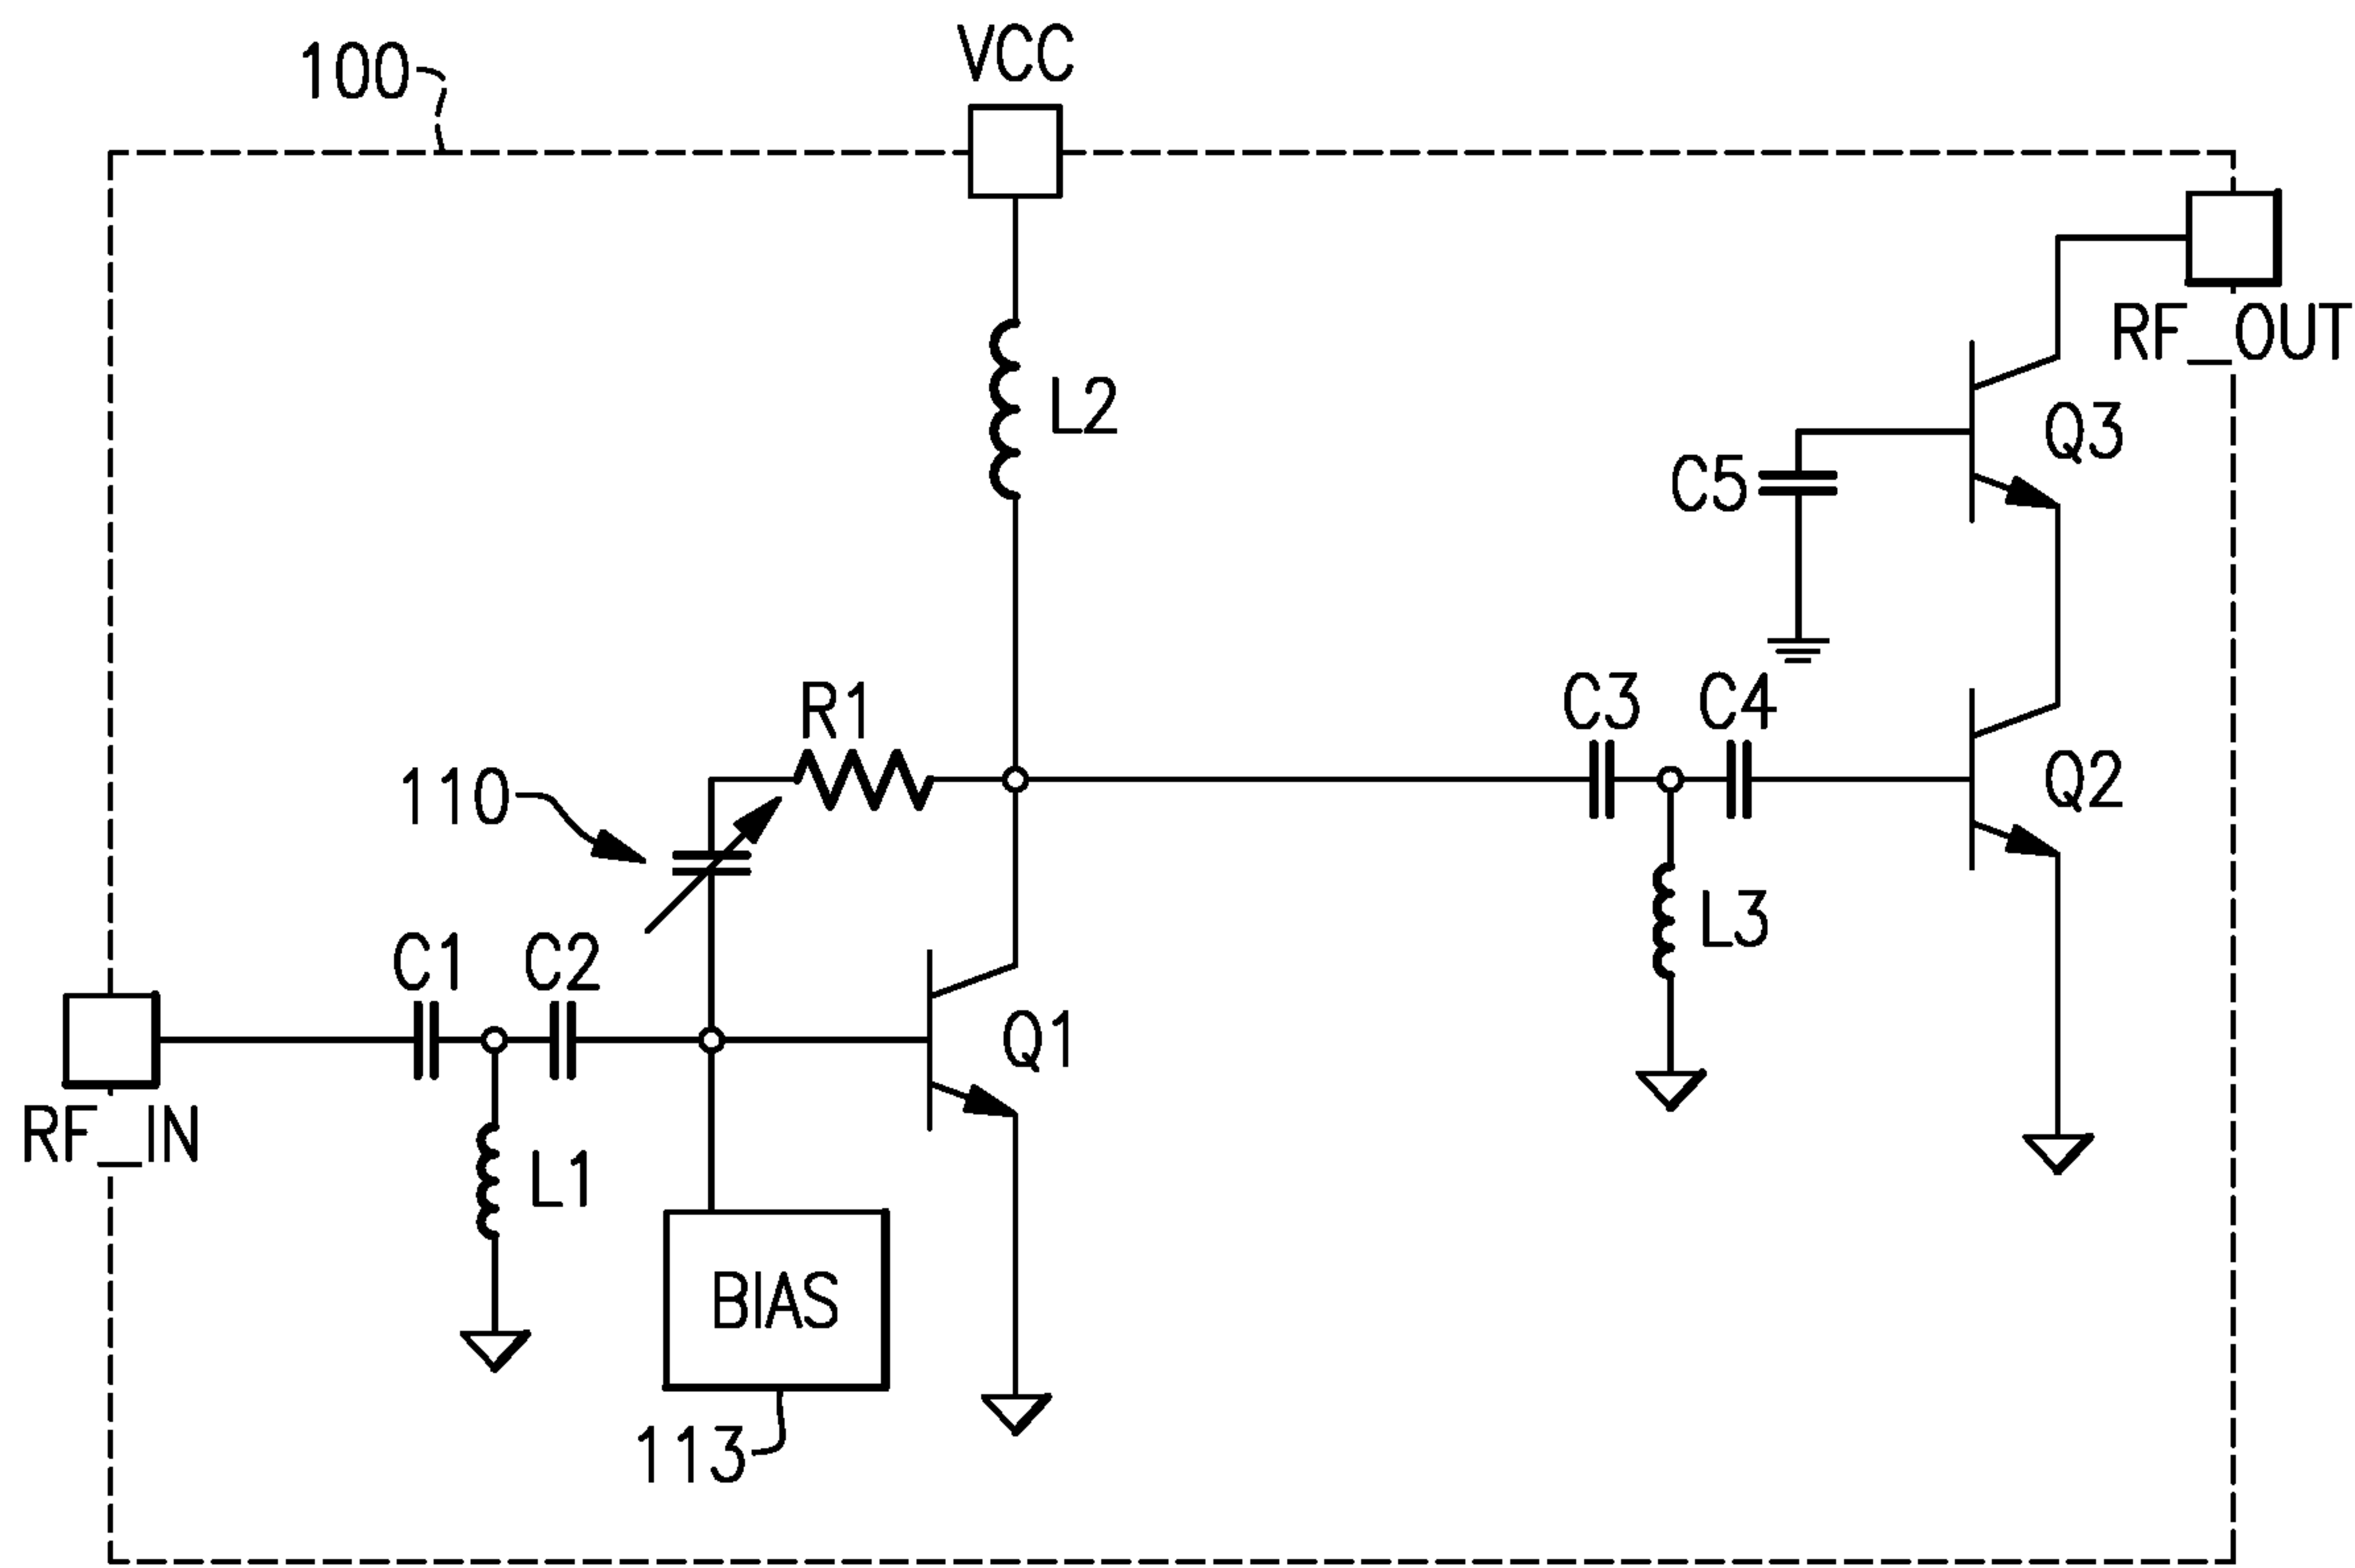 100
VCC
RF_OUT
L2
Q3
C5
R1
C3
C4
110
Q2
L3
C1
C2
Q1
RF_IN
L1
BIAS
113